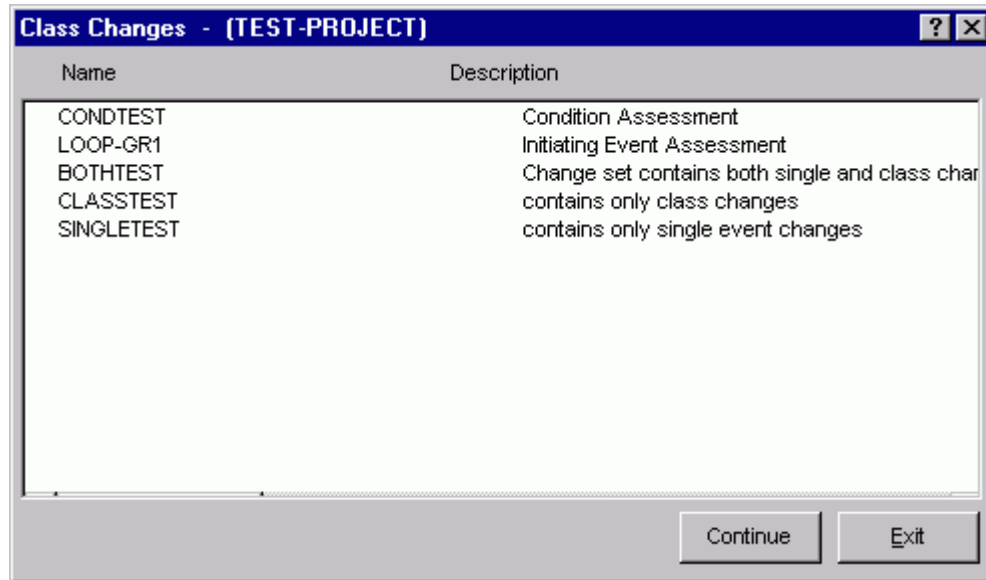 Class Changes - (TEST-PROJECT)
Name Description
CONDTEST Condition Assessment
LOOP-GR1 Initiating Event Assessment
BOTHTEST Change set contains both single and class char
CLASSTEST contains only class changes
SINGLETEST contains only single event changes
Continue Exit